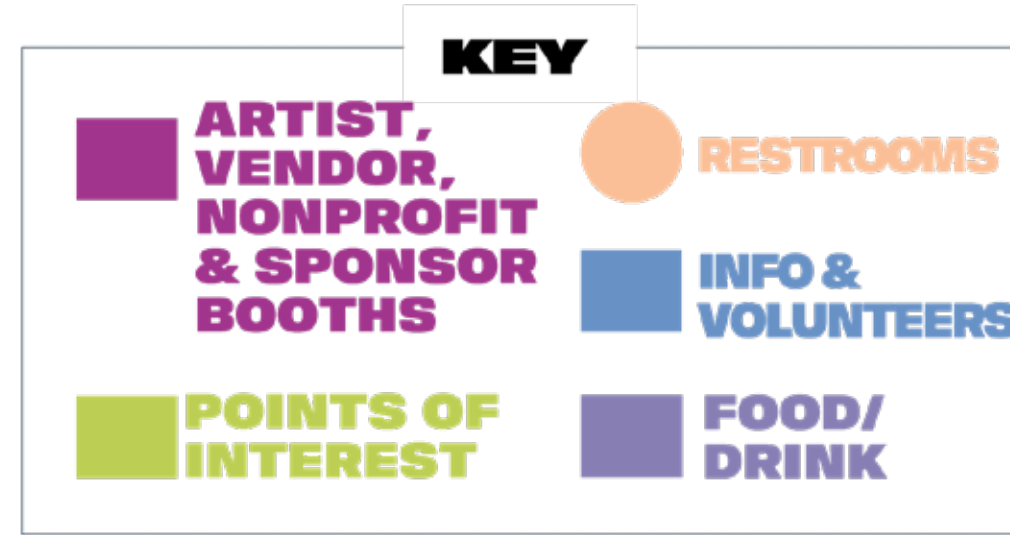 KEY
ARTIST,
VENDOR,
NONPROFIT
& SPONSOR
BOOTHS
POINTS OF
INTEREST
RESTROOMS
INFO &
VOLUNTEERS
FOOD/
DRINK